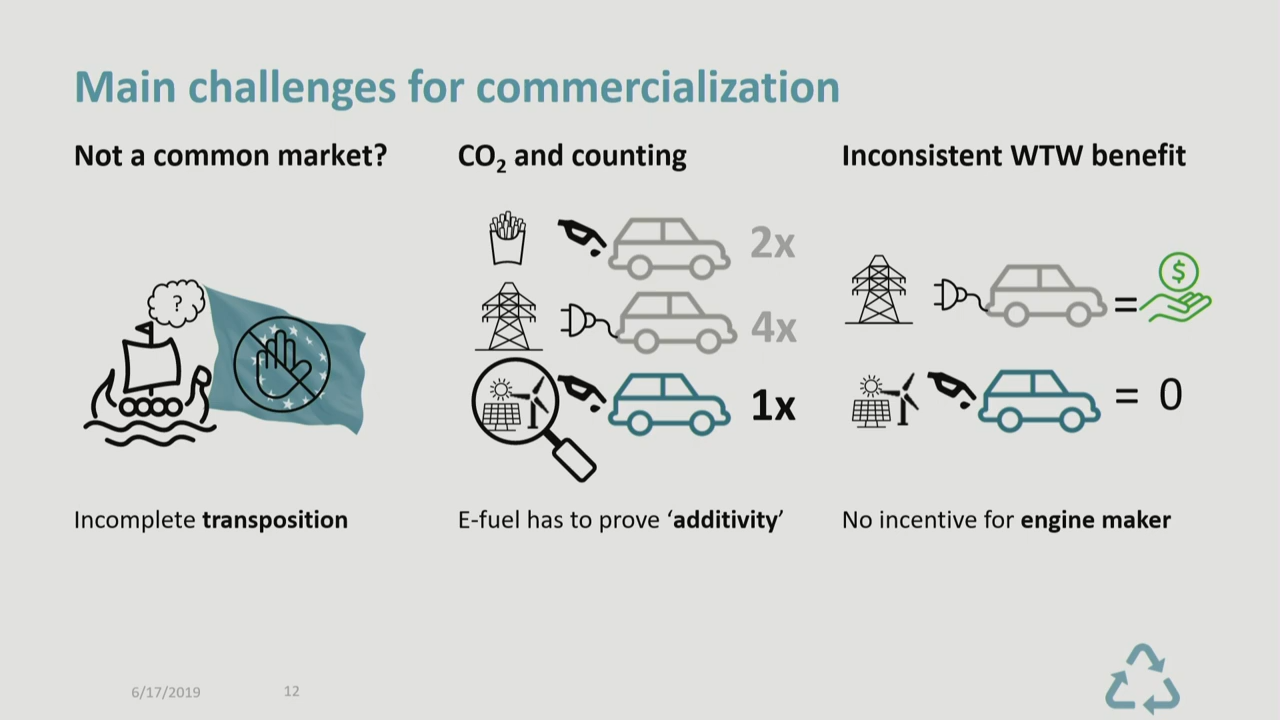 Main challenges for commercialization
Not a common market?
?
Incomplete transposition
CO2 and counting
2x
4x
1x
E-fuel has to prove ‘additivity’
Inconsistent WTW benefit
= $
= 0
No incentive for engine maker
6/17/2019 12